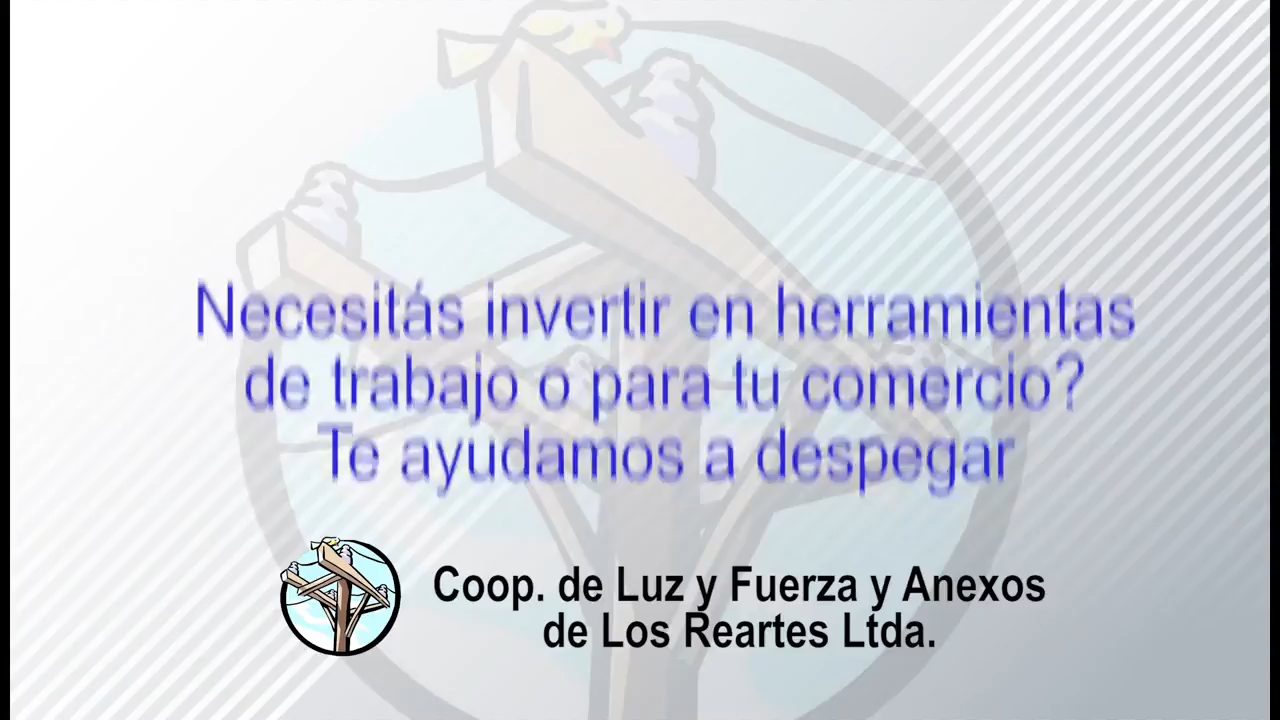 Necesitás invertir en herramientas
de trabajo o para tu comercio?
Te ayudamos a despegar
Coop. de Luz y Fuerza y Anexos
de Los Reartes Ltda.